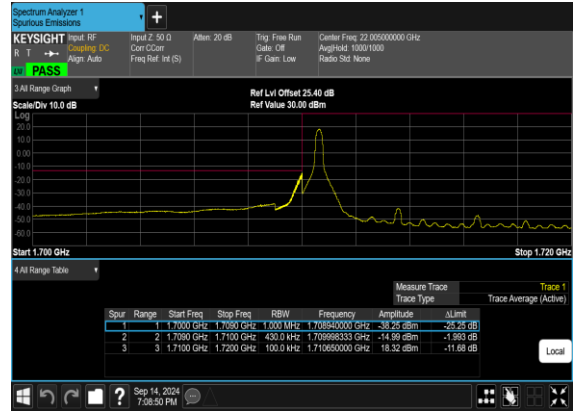 Spectrum Analyzer 1
Spurious Emissions
KEYSIGHT Input: RF Input Z: 50 Ω Atten: 20 dB Trig: Free Run Center Freq: 22.005000000 GHz
R T Coupling: DC Corr CCorr Gate: Off Avg|Hold: 1000/1000
Align: Auto Freq Ref: Int (S) IF Gain: Low Radio Std: None
LW PASS
3 All Range Graph
Ref Lvl Offset 25.40 dB
Scale/Div 10.0 dB Ref Value 30.00 dBm
Log
20.0
10.0
0.00
-10.0
-20.0
-30.0
-40.0
-50.0
-60.0
Start 1.700 GHz Stop 1.720 GHz
4 All Range Table
Measure Trace Trace 1
Trace Type Trace Average (Active)
Spur Range Start Freq Stop Freq RBW Frequency Amplitude ΔLimit
1 1 1.7000 GHz 1.7090 GHz 1.000 MHz 1.708940000 GHz -38.25 dBm -25.25 dB
2 2 1.7090 GHz 1.7100 GHz 430.0 kHz 1.709998333 GHz -14.99 dBm -1.993 dB
3 3 1.7100 GHz 1.7200 GHz 100.0 kHz 1.710650000 GHz 18.32 dBm -11.68 dB
Local
Sep 14, 2024
7:08:50 PM